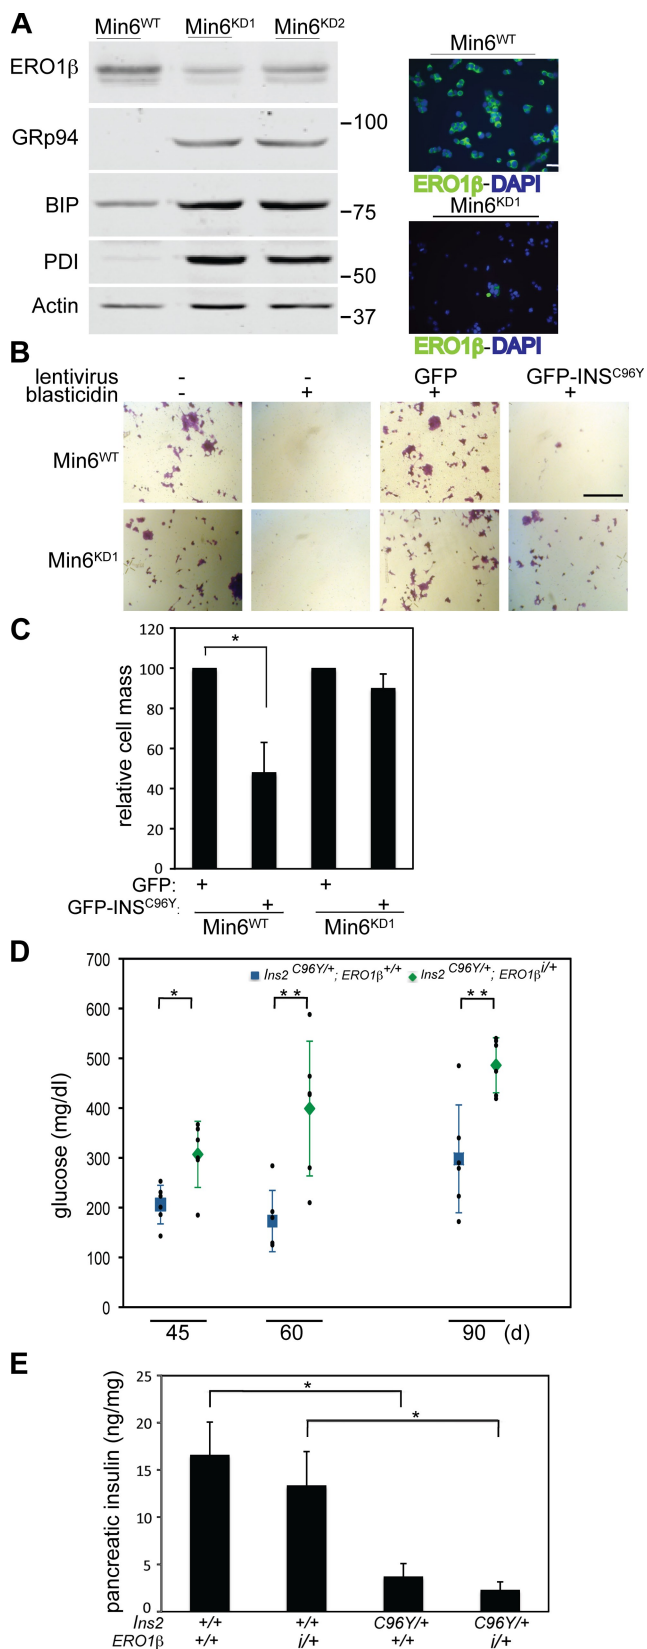 A
Min6WT Min6KD1 Min6KD2
ERO1β
GRp94
BIP
PDI
Actin
–100
–75
–50
–37
Min6WT
ERO1β-DAPI
Min6KD1
ERO1β-DAPI
B
lentivirus - - GFP GFP-INSC96Y
blasticidin - + + +
Min6WT
Min6KD1
C
relative cell mass
120
100
80
60
40
20
0
*
GFP: + +
GFP-INSC96Y: + +
Min6WT Min6KD1
D
glucose (mg/dl)
700
600
500
400
300
200
100
0
Ins2 C96Y/+; ERO1β+/+ Ins2 C96Y/+; ERO1βi/+
* ** **
45 60 90 (d)
E
pancreatic insulin (ng/mg)
25
20
15
10
5
0
*
*
Ins2 +/+ +/+ C96Y/+ C96Y/+
ERO1β +/+ i/+ +/+ i/+